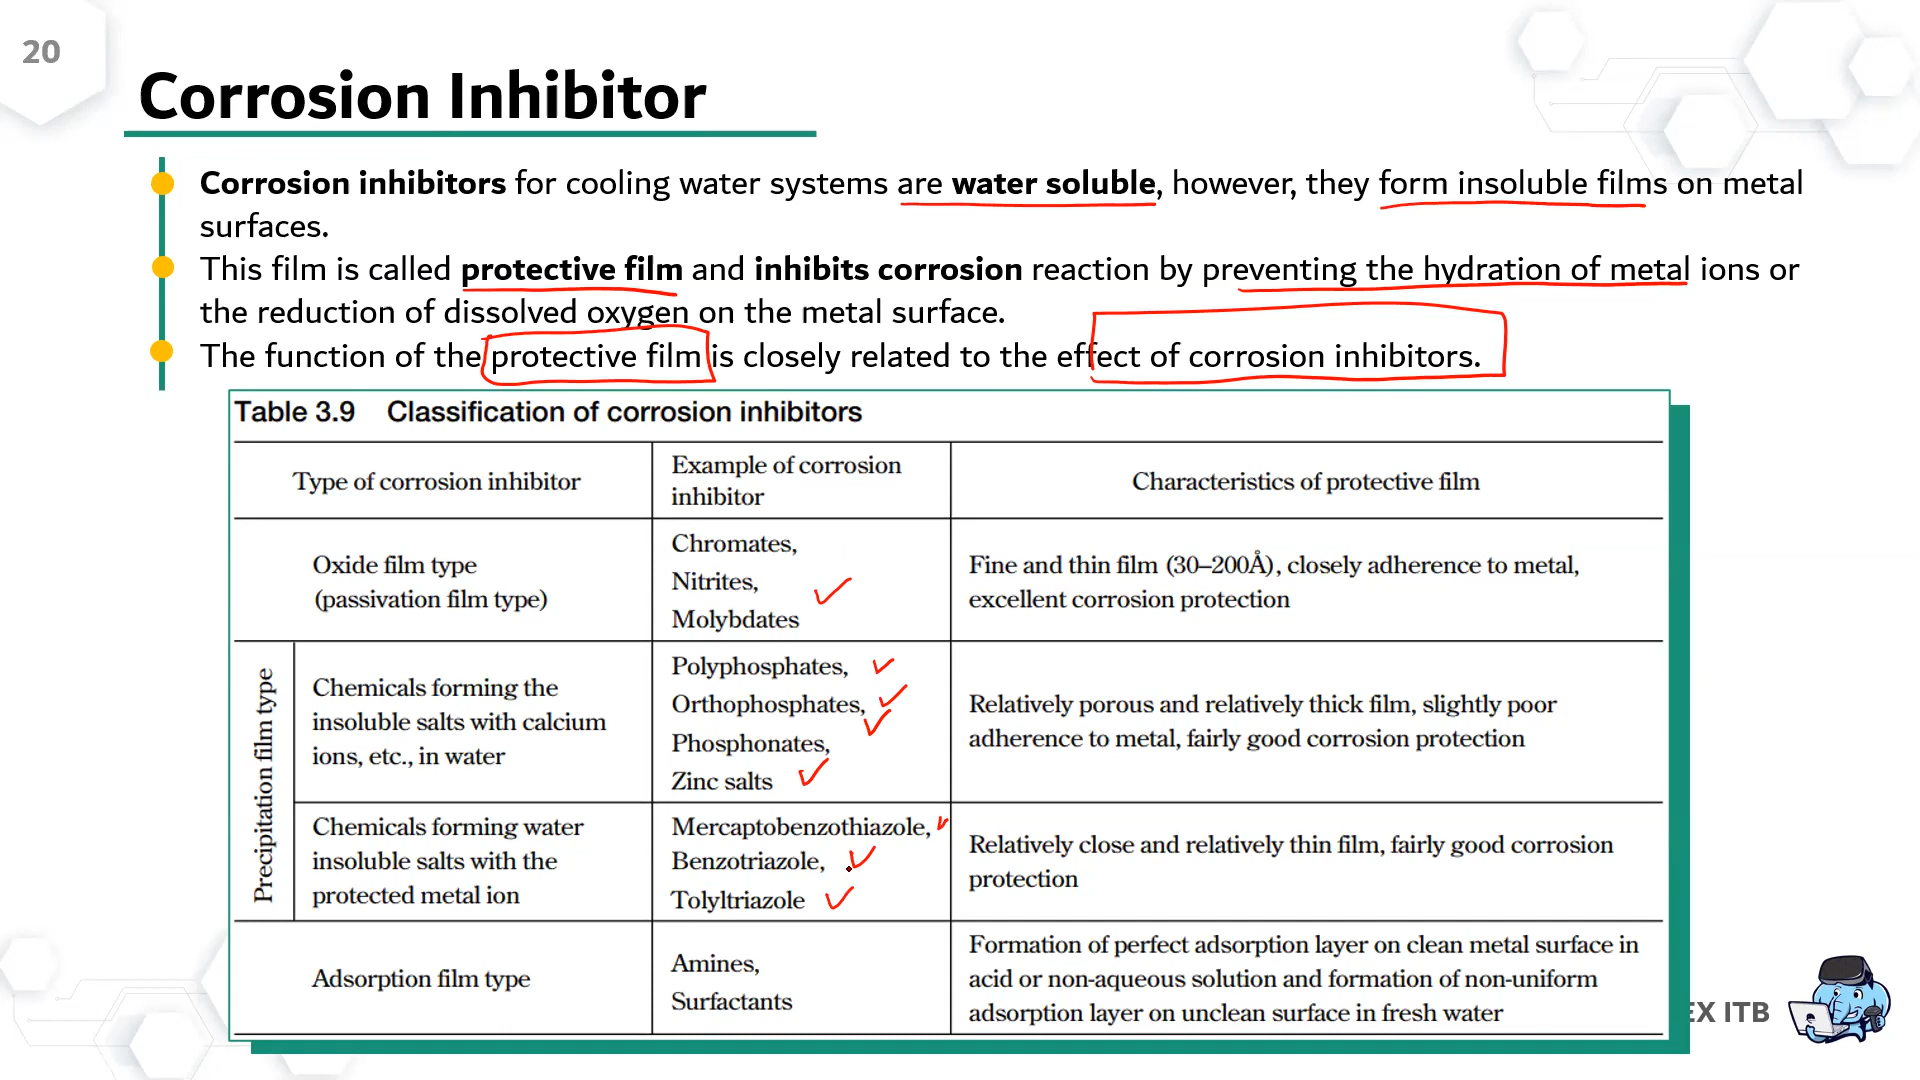 20
Corrosion Inhibitor
Corrosion inhibitors for cooling water systems are water soluble, however, they form insoluble films on metal
surfaces.
This film is called protective film and inhibits corrosion reaction by preventing the hydration of metal ions or
the reduction of dissolved oxygen on the metal surface.
The function of the protective film is closely related to the effect of corrosion inhibitors.
Table 3.9 Classification of corrosion inhibitors
Type of corrosion inhibitor
Example of corrosion
inhibitor
Characteristics of protective film
Oxide film type
(passivation film type)
Chromates,
Nitrites,
Molybdates
Fine and thin film (30–200Å), closely adherence to metal,
excellent corrosion protection
Precipitation film type
Chemicals forming the
insoluble salts with calcium
ions, etc., in water
Polyphosphates,
Orthophosphates,
Phosphonates,
Zinc salts
Relatively porous and relatively thick film, slightly poor
adherence to metal, fairly good corrosion protection
Chemicals forming water
insoluble salts with the
protected metal ion
Mercaptobenzothiazole,
Benzotriazole,
Tolyltriazole
Relatively close and relatively thin film, fairly good corrosion
protection
Adsorption film type
Amines,
Surfactants
Formation of perfect adsorption layer on clean metal surface in
acid or non-aqueous solution and formation of non-uniform
adsorption layer on unclean surface in fresh water
EX ITB